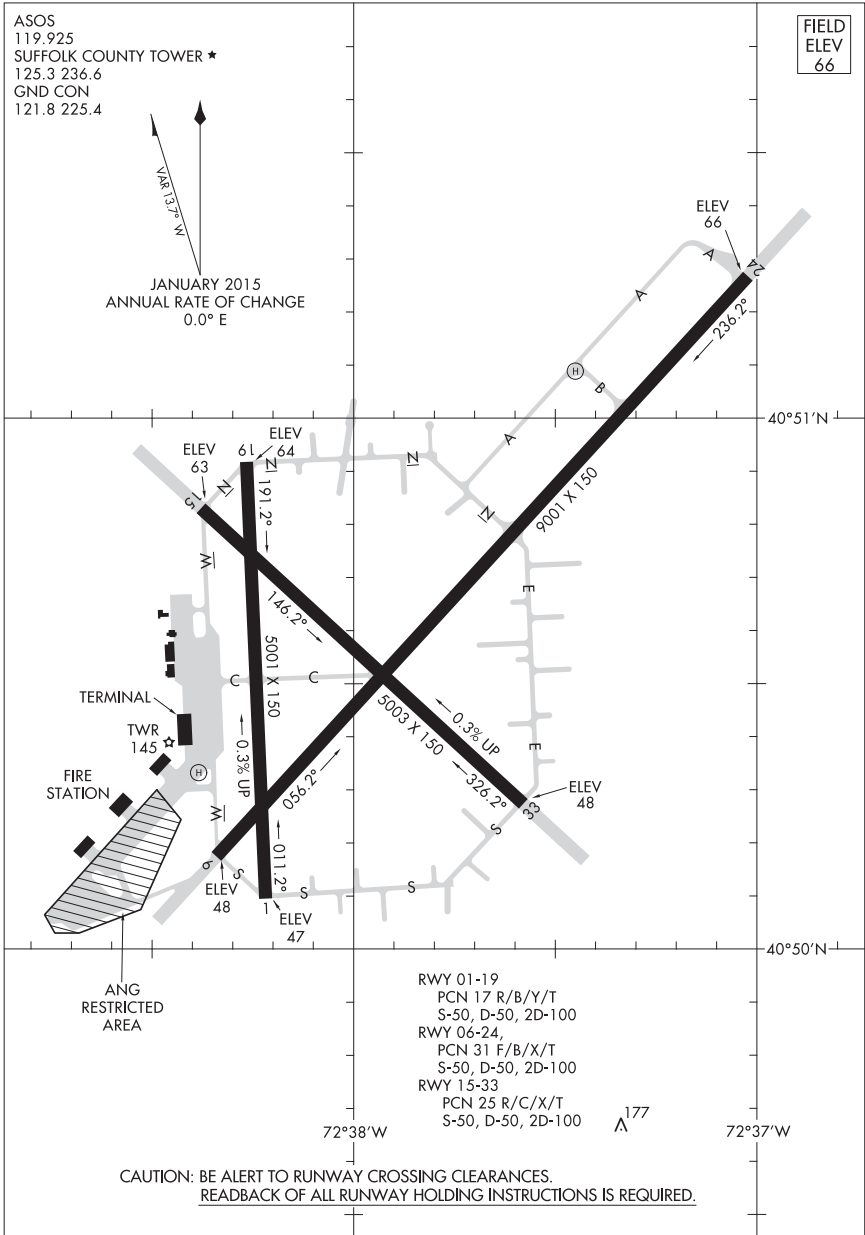 ASOS
119.925
SUFFOLK COUNTY TOWER ★
125.3 236.6
GND CON
121.8 225.4
FIELD
ELEV
66
VAR 13.7° W
JANUARY 2015
ANNUAL RATE OF CHANGE
0.0° E
ELEV
66
24
236.2°
A
A
H
B
A
9001 X 150
40°51'N
ELEV
63
19
ELEV
64
N
N
N
N
15
191.2°
W
146.2°
E
5001 X 150
C
C
5003 X 150
0.3% UP
326.2°
E
TERMINAL
TWR
145
H
0.3% UP
056.2°
FIRE
STATION
W
ELEV
48
33
S
6
S
ELEV
48
011.2°
1
S
S
ELEV
47
40°50'N
ANG
RESTRICTED
AREA
RWY 01-19
PCN 17 R/B/Y/T
S-50, D-50, 2D-100
RWY 06-24,
PCN 31 F/B/X/T
S-50, D-50, 2D-100
RWY 15-33
PCN 25 R/C/X/T
S-50, D-50, 2D-100
177
72°38'W
72°37'W
CAUTION: BE ALERT TO RUNWAY CROSSING CLEARANCES.
READBACK OF ALL RUNWAY HOLDING INSTRUCTIONS IS REQUIRED.